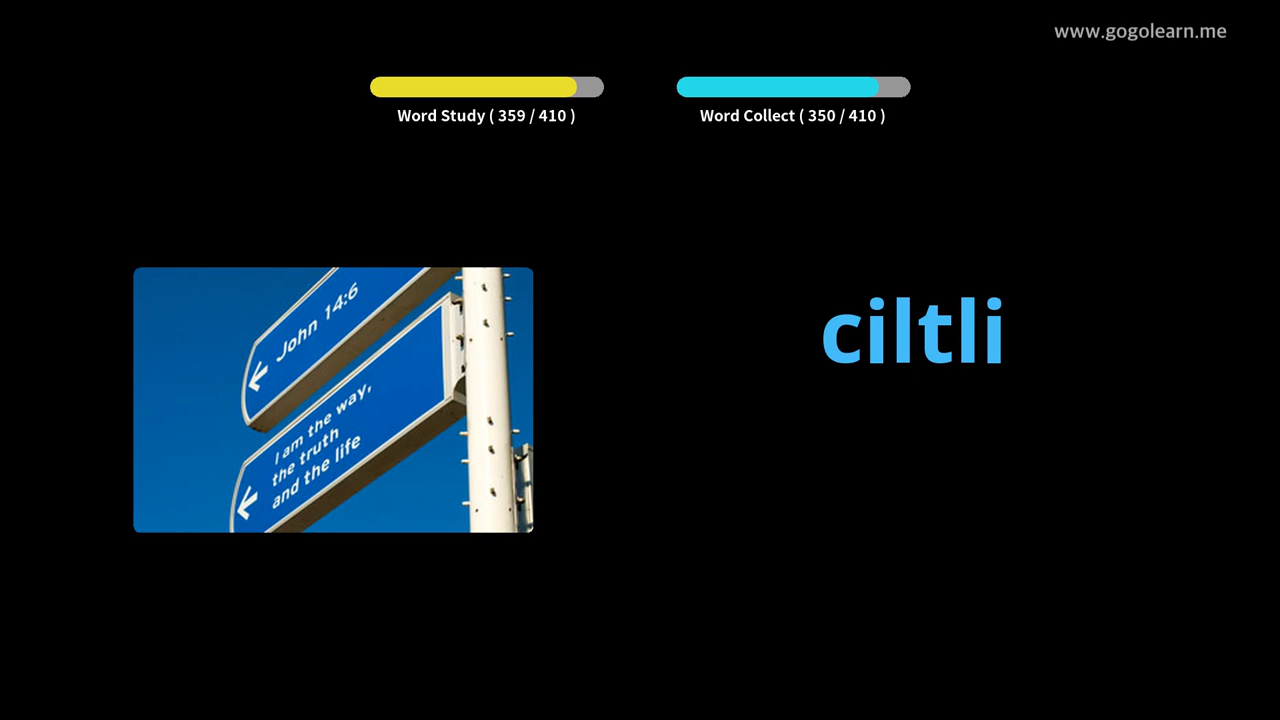 www.gogolearn.me
Word Study ( 359 / 410 )
Word Collect ( 350 / 410 )
John 14:6
I am the way,
the truth
and the life
ciltli